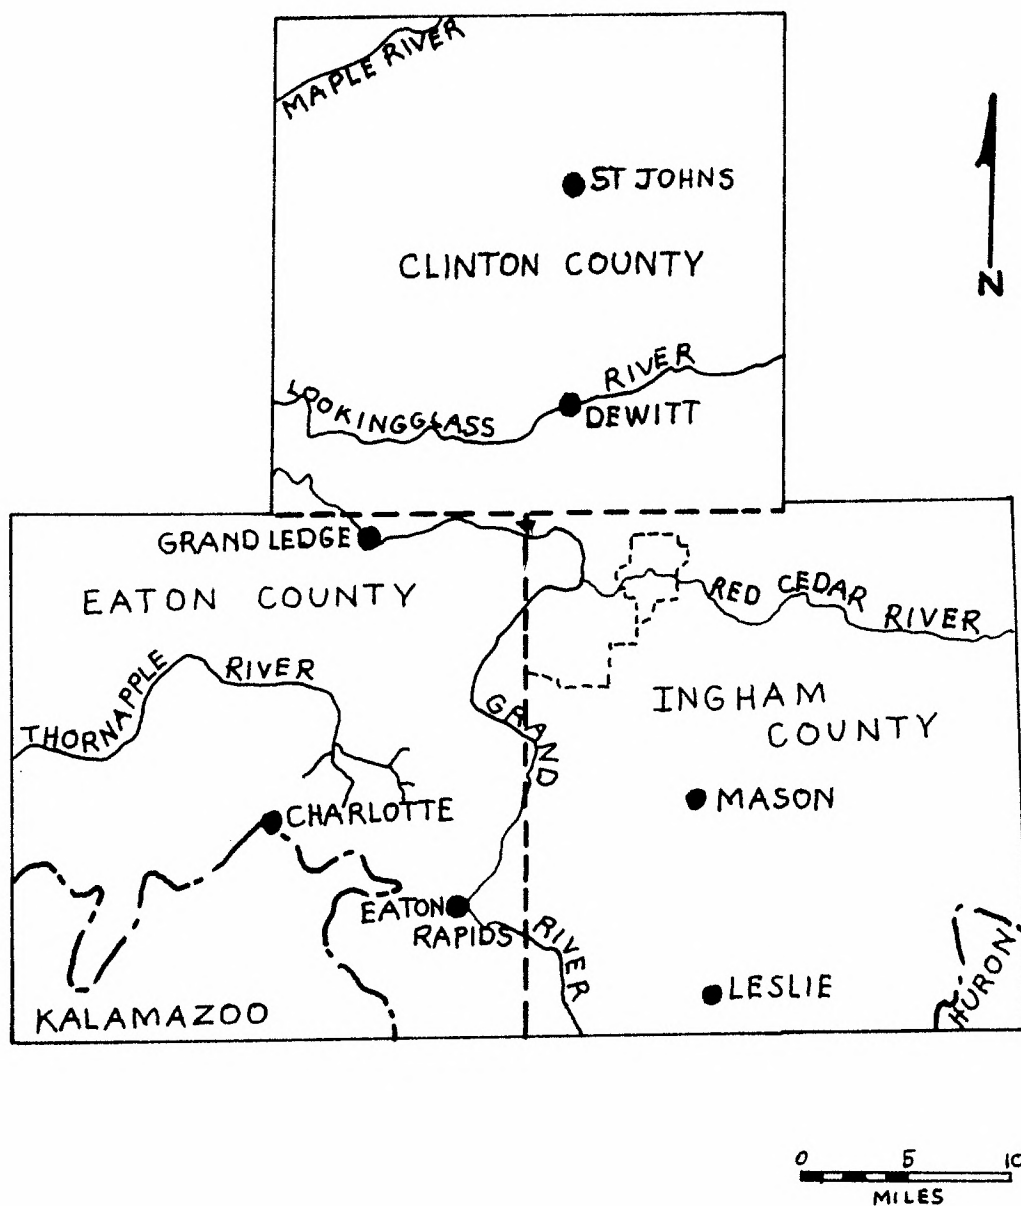 MAPLE RIVER
ST JOHNS
CLINTON COUNTY
N
LOOKINGGLASS RIVER
DEWITT
GRAND LEDGE
EATON COUNTY
RED CEDAR RIVER
THORNAPPLE RIVER
INGHAM
COUNTY
GRAND RIVER
MASON
CHARLOTTE
EATON
RAPIDS
LESLIE
HURON
KALAMAZOO
0 5 10
MILES